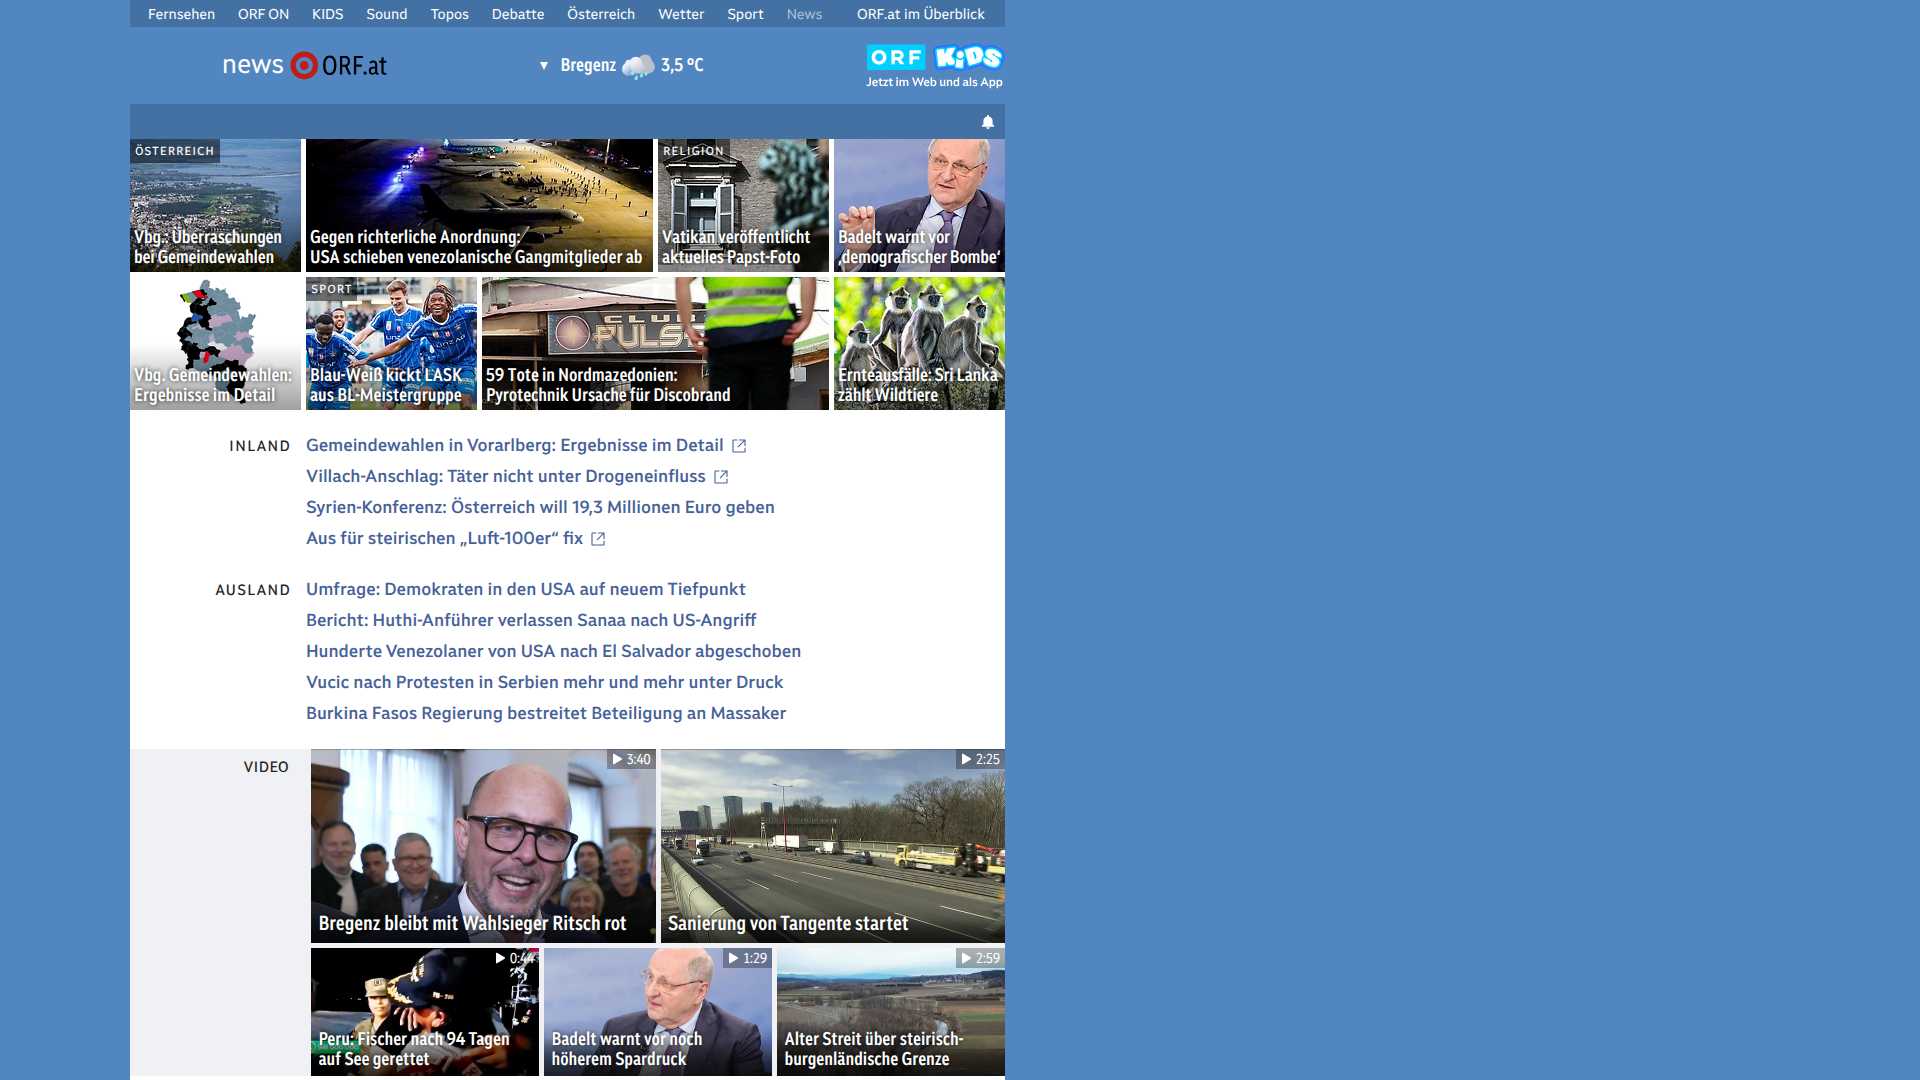 Fernsehen ORF ON KIDS Sound Topos Debatte Österreich Wetter Sport News ORF.at im Überblick
news ORF.at
Bregenz 3,5 °C
ORF KiDS
Jetzt im Web und als App
ÖSTERREICH
Vbg.: Überraschungen
bei Gemeindewahlen
Gegen richterliche Anordnung:
USA schieben venezolanische Gangmitglieder ab
RELIGION
Vatikan veröffentlicht
aktuelles Papst-Foto
Badelt warnt vor
‚demografischer Bombe‘
Vbg. Gemeindewahlen:
Ergebnisse im Detail
SPORT
Blau-Weiß kickt LASK
aus BL-Meistergruppe
CLUB
PULSE
59 Tote in Nordmazedonien:
Pyrotechnik Ursache für Discobrand
Ernteausfälle: Sri Lanka
zählt Wildtiere
INLAND
Gemeindewahlen in Vorarlberg: Ergebnisse im Detail
Villach-Anschlag: Täter nicht unter Drogeneinfluss
Syrien-Konferenz: Österreich will 19,3 Millionen Euro geben
Aus für steirischen „Luft-100er“ fix
AUSLAND
Umfrage: Demokraten in den USA auf neuem Tiefpunkt
Bericht: Huthi-Anführer verlassen Sanaa nach US-Angriff
Hunderte Venezolaner von USA nach El Salvador abgeschoben
Vucic nach Protesten in Serbien mehr und mehr unter Druck
Burkina Fasos Regierung bestreitet Beteiligung an Massaker
VIDEO
3:40
Bregenz bleibt mit Wahlsieger Ritsch rot
2:25
Sanierung von Tangente startet
0:44
Peru: Fischer nach 94 Tagen
auf See gerettet
1:29
Badelt warnt vor noch
höherem Spardruck
2:59
Alter Streit über steirisch-
burgenländische Grenze